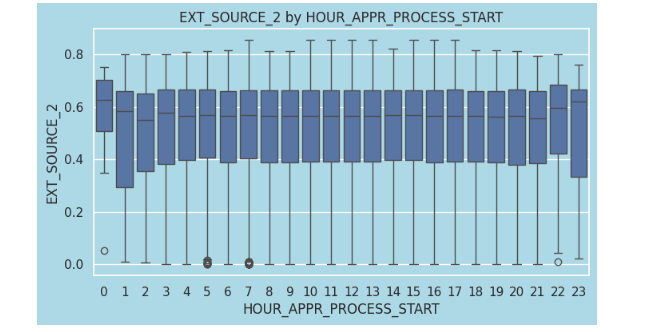 EXT_SOURCE_2 by HOUR_APPR_PROCESS_START
EXT_SOURCE_2
0.8
0.6
0.4
0.2
0.0
0 1 2 3 4 5 6 7 8 9 10 11 12 13 14 15 16 17 18 19 20 21 22 23
HOUR_APPR_PROCESS_START